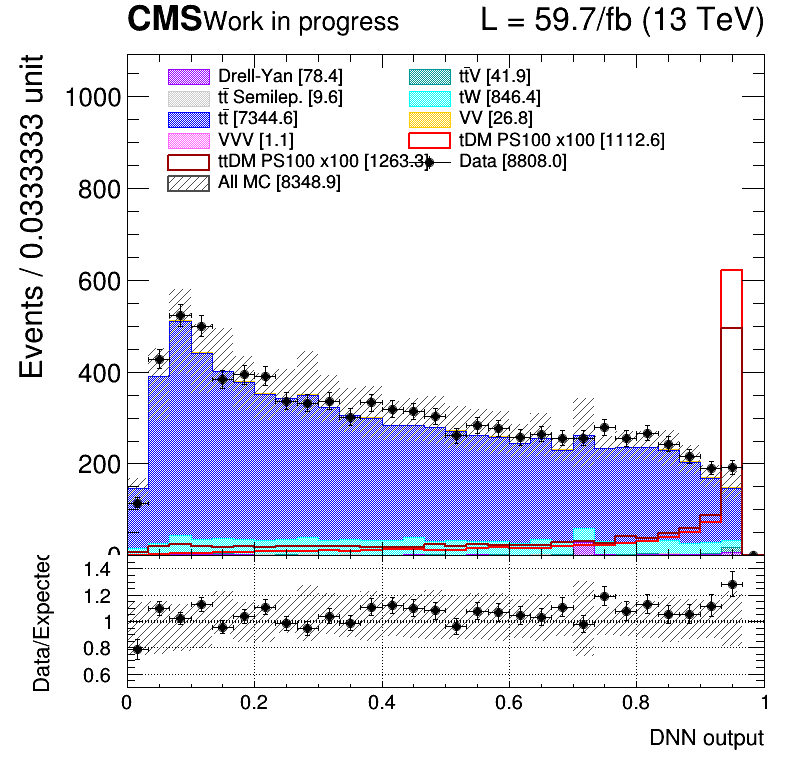 CMS Work in progress L = 59.7/fb (13 TeV)
Events / 0.0333333 unit
1000
800
600
400
200
0
Drell-Yan [78.4] tt̄V [41.9]
tt̄ Semilep. [9.6] tW [846.4]
tt̄ [7344.6] VV [26.8]
VVV [1.1] tDM PS100 x100 [1112.6]
ttDM PS100 x100 [1263.3] Data [8808.0]
All MC [8348.9]
Data/Expected
1.4
1.2
1
0.8
0.6
0 0.2 0.4 0.6 0.8 1
DNN output